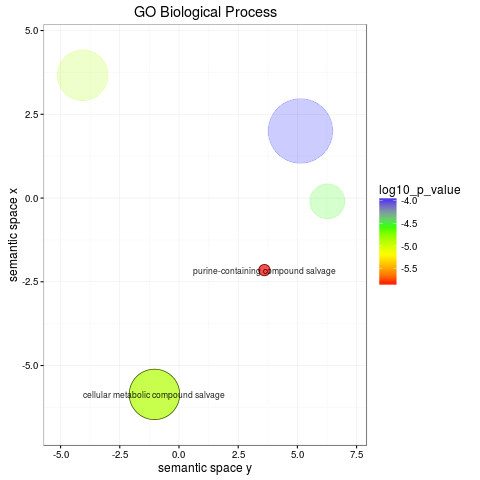 GO Biological Process
5.0
2.5
0.0
-2.5
-5.0
semantic space x
purine-containing compound salvage
cellular metabolic compound salvage
-5.0 -2.5 0.0 2.5 5.0 7.5
semantic space y
log10_p_value
-4.0
-4.5
-5.0
-5.5